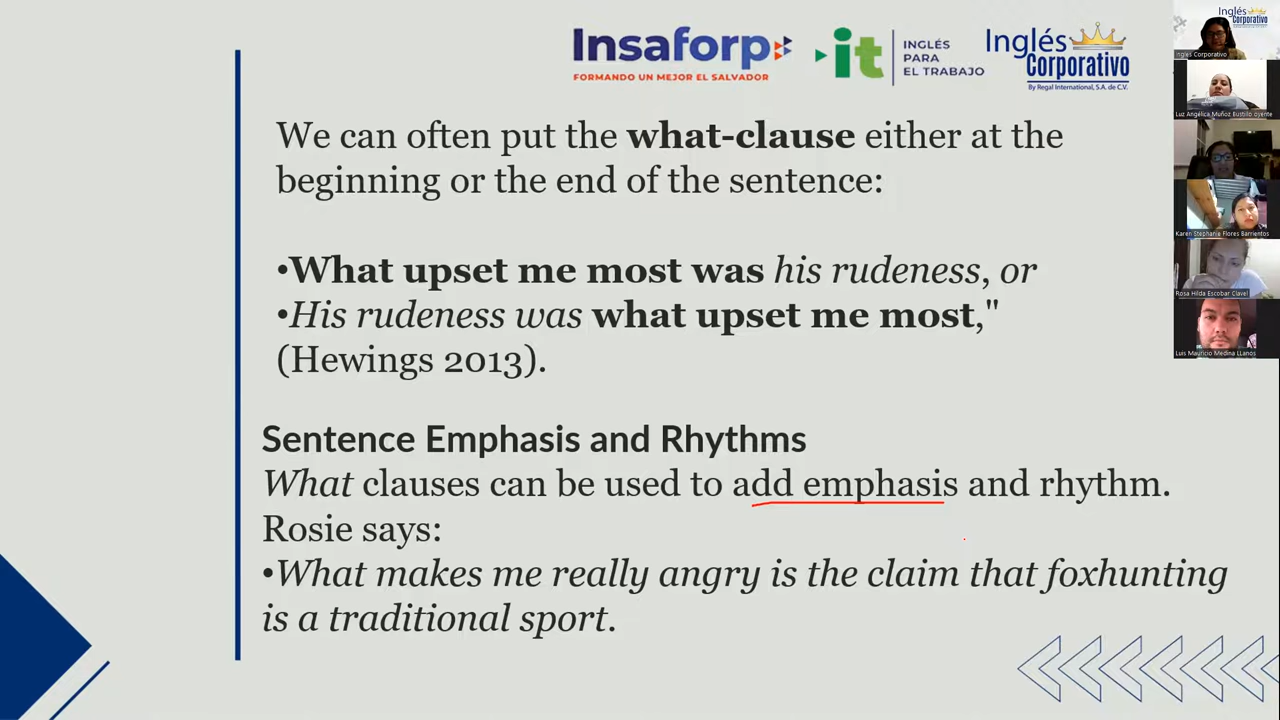 Insaforp
FORMANDO UN MEJOR EL SALVADOR
it
INGLÉS
PARA
EL TRABAJO
Inglés
Corporativo
By Regal International, S.A. de C.V.
We can often put the what-clause either at the
beginning or the end of the sentence:
•What upset me most was his rudeness, or
•His rudeness was what upset me most,"
(Hewings 2013).
Sentence Emphasis and Rhythms
What clauses can be used to add emphasis and rhythm.
Rosie says:
•What makes me really angry is the claim that foxhunting
is a traditional sport.
Inglés
Corporativo
Inglés Corporativo
Luz Angélica Muñoz Bustillo oyente
Karen Stephanie Flores Barrientos
Rosa Hilda Escobar Clavel
Luis Mauricio Medina LLanos